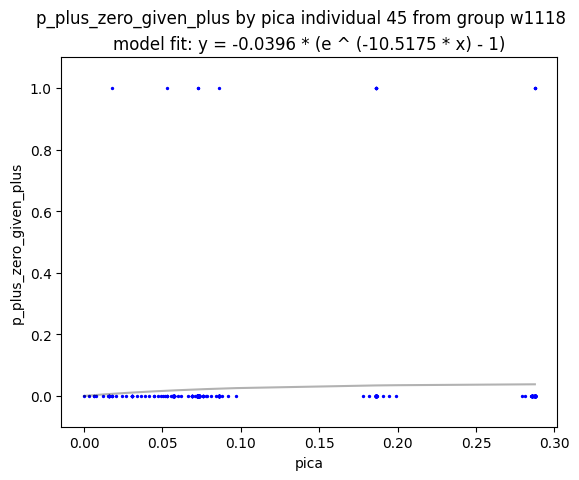 p_plus_zero_given_plus by pica individual 45 from group w1118
model fit: y = -0.0396 * (e ^ (-10.5175 * x) - 1)
1.0
0.8
0.6
0.4
0.2
0.0
p_plus_zero_given_plus
0.00 0.05 0.10 0.15 0.20 0.25 0.30
pica